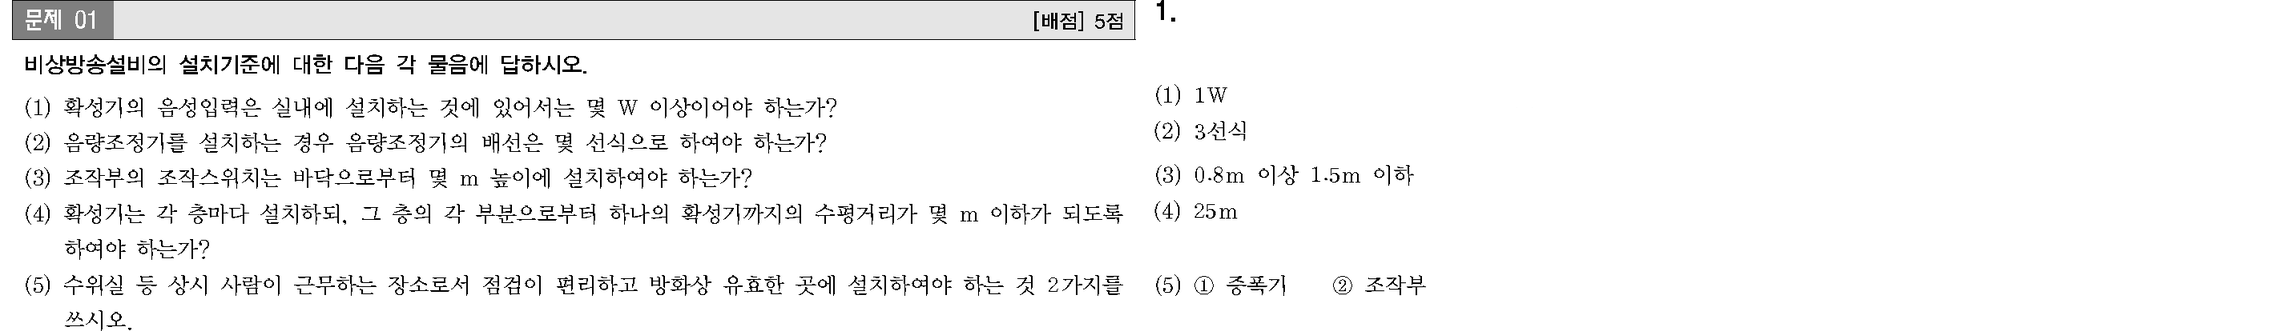 문제 01
[배점] 5점
비상방송설비의 설치기준에 대한 다음 각 물음에 답하시오.
(1) 확성기의 음성입력은 실내에 설치하는 것에 있어서는 몇 W 이상이어야 하는가?
(2) 음량조정기를 설치하는 경우 음량조정기의 배선은 몇 선식으로 하여야 하는가?
(3) 조작부의 조작스위치는 바닥으로부터 몇 m 높이에 설치하여야 하는가?
(4) 확성기는 각 층마다 설치하되, 그 층의 각 부분으로부터 하나의 확성기까지의 수평거리가 몇 m 이하가 되도록
하여야 하는가?
(5) 수위실 등 상시 사람이 근무하는 장소로서 점검이 편리하고 방화상 유효한 곳에 설치하여야 하는 것 2가지를
쓰시오.
1.
(1) 1W
(2) 3선식
(3) 0.8m 이상 1.5m 이하
(4) 25m
(5) ① 증폭기 ② 조작부